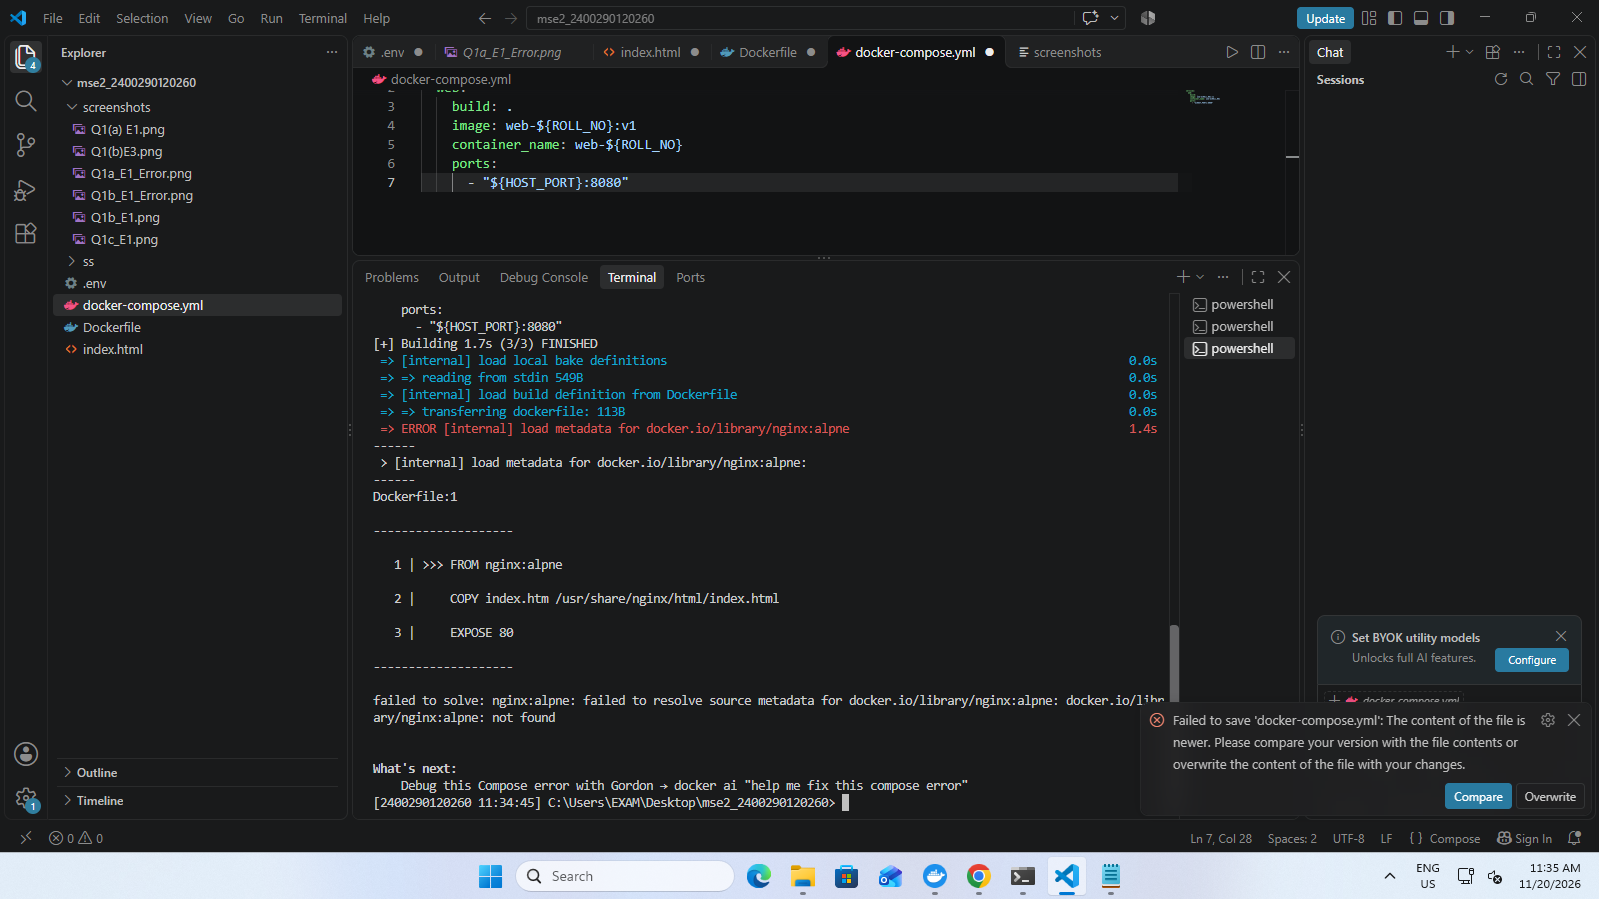 File Edit Selection View Go Run Terminal Help
mse2_2400290120260
Update
Explorer
mse2_2400290120260
screenshots
Q1(a) E1.png
Q1(b)E3.png
Q1a_E1_Error.png
Q1b_E1_Error.png
Q1b_E1.png
Q1c_E1.png
ss
.env
docker-compose.yml
Dockerfile
index.html
Outline
Timeline
4
1
.env
Q1a_E1_Error.png
index.html
Dockerfile
docker-compose.yml
screenshots
docker-compose.yml
3 build: .
4 image: web-${ROLL_NO}:v1
5 container_name: web-${ROLL_NO}
6 ports:
7 - "${HOST_PORT}:8080"
Problems Output Debug Console Terminal Ports
ports:
- "${HOST_PORT}:8080"
[+] Building 1.7s (3/3) FINISHED
=> [internal] load local bake definitions 0.0s
=> => reading from stdin 549B 0.0s
=> [internal] load build definition from Dockerfile 0.0s
=> => transferring dockerfile: 113B 0.0s
=> ERROR [internal] load metadata for docker.io/library/nginx:alpne 1.4s
------
> [internal] load metadata for docker.io/library/nginx:alpne:
------
Dockerfile:1
--------------------
1 | >>> FROM nginx:alpne
2 | COPY index.htm /usr/share/nginx/html/index.html
3 | EXPOSE 80
--------------------
failed to solve: nginx:alpne: failed to resolve source metadata for docker.io/library/nginx:alpne: docker.io/libr
ary/nginx:alpne: not found
What's next:
Debug this Compose error with Gordon → docker ai "help me fix this compose error"
[2400290120260 11:34:45] C:\Users\EXAM\Desktop\mse2_2400290120260>
powershell
powershell
powershell
Chat
Sessions
Set BYOK utility models
Unlocks full AI features.
Configure
docker-compose.yml
Failed to save 'docker-compose.yml': The content of the file is
newer. Please compare your version with the file contents or
overwrite the content of the file with your changes.
Compare Overwrite
0 0
Ln 7, Col 28 Spaces: 2 UTF-8 LF { } Compose Sign In
Search
ENG
US
11:35 AM
11/20/2026